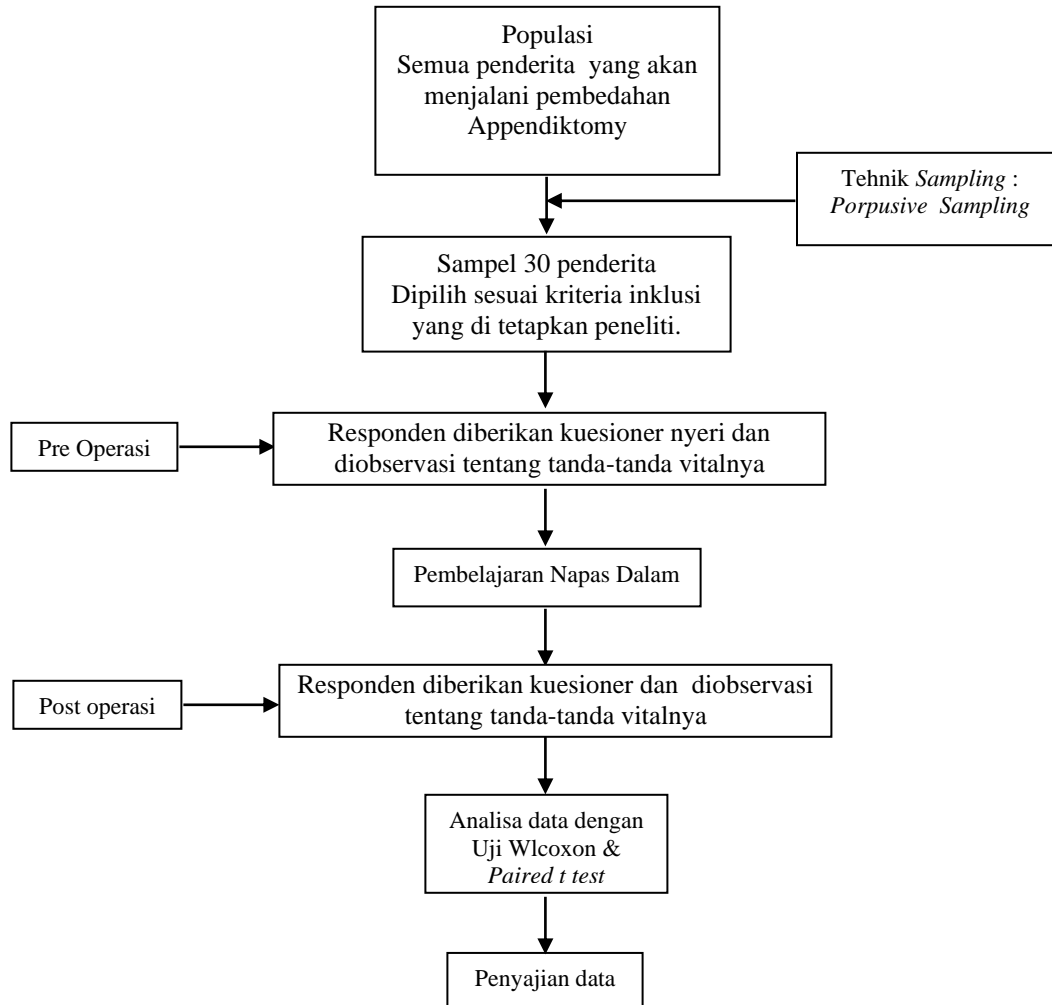 Populasi
Semua penderita yang akan
menjalani pembedahan
Appendiktomy
Tehnik Sampling :
Porpusive Sampling
Sampel 30 penderita
Dipilih sesuai kriteria inklusi
yang di tetapkan peneliti.
Pre Operasi
Responden diberikan kuesioner nyeri dan
diobservasi tentang tanda-tanda vitalnya
Pembelajaran Napas Dalam
Post operasi
Responden diberikan kuesioner dan diobservasi
tentang tanda-tanda vitalnya
Analisa data dengan
Uji Wlcoxon &
Paired t test
Penyajian data